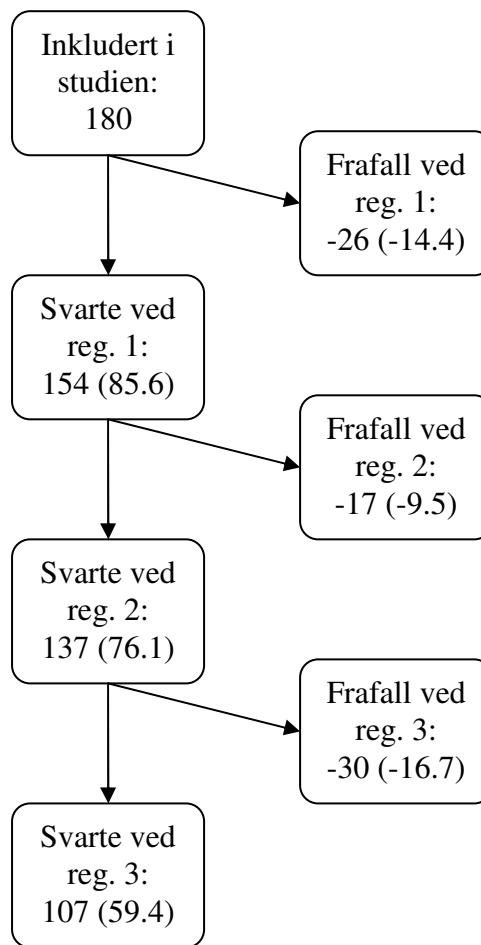 Inkludert i
studien:
180
Frafall ved
reg. 1:
-26 (-14.4)
Svarte ved
reg. 1:
154 (85.6)
Frafall ved
reg. 2:
-17 (-9.5)
Svarte ved
reg. 2:
137 (76.1)
Frafall ved
reg. 3:
-30 (-16.7)
Svarte ved
reg. 3:
107 (59.4)